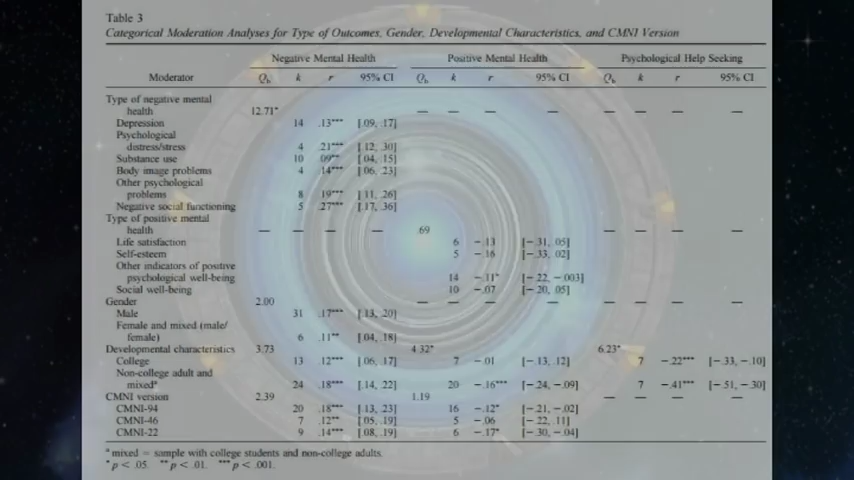 Table 3
Categorical Moderation Analyses for Type of Outcomes, Gender, Developmental Characteristics, and CMNI Version
Negative Mental Health Positive Mental Health Psychological Help Seeking
Moderator Qb k r 95% CI Qb k r 95% CI Qb k r 95% CI
Type of negative mental
health 12.71* — — — — — — — —
Depression 14 .13*** [.09, .17]
Psychological
distress/stress 4 .21*** [.12, .30]
Substance use 10 .09** [.04, .15]
Body image problems 4 .14*** [.06, .23]
Other psychological
problems 8 .19*** [.11, .26]
Negative social functioning 5 .27*** [.17, .36]
Type of positive mental
health — — — — .69 — — — —
Life satisfaction 6 −.13 [−.31, .05]
Self-esteem 5 −.16 [−.33, .02]
Other indicators of positive
psychological well-being 14 −.11* [−.22, −.003]
Social well-being 10 −.07 [−.20, .05]
Gender 2.00 — — — — — — — —
Male 31 .17*** [.13, .20]
Female and mixed (male/
female) 6 .11** [.04, .18]
Developmental characteristics 3.73 4.32* 6.23*
College 13 .12*** [.06, .17] 7 −.01 [−.13, .12] 7 −.22*** [−.33, −.10]
Non-college adult and
mixedª 24 .18*** [.14, .22] 20 −.16*** [−.24, −.09] 7 −.41*** [−.51, −.30]
CMNI version 2.39 1.19 — — — —
CMNI-94 20 .18*** [.13, .23] 16 −.12* [−.21, −.02]
CMNI-46 7 .12** [.05, .19] 5 −.06 [−.22, .11]
CMNI-22 9 .14*** [.08, .19] 6 −.17* [−.30, −.04]
ª mixed = sample with college students and non-college adults.
* p < .05. ** p < .01. *** p < .001.